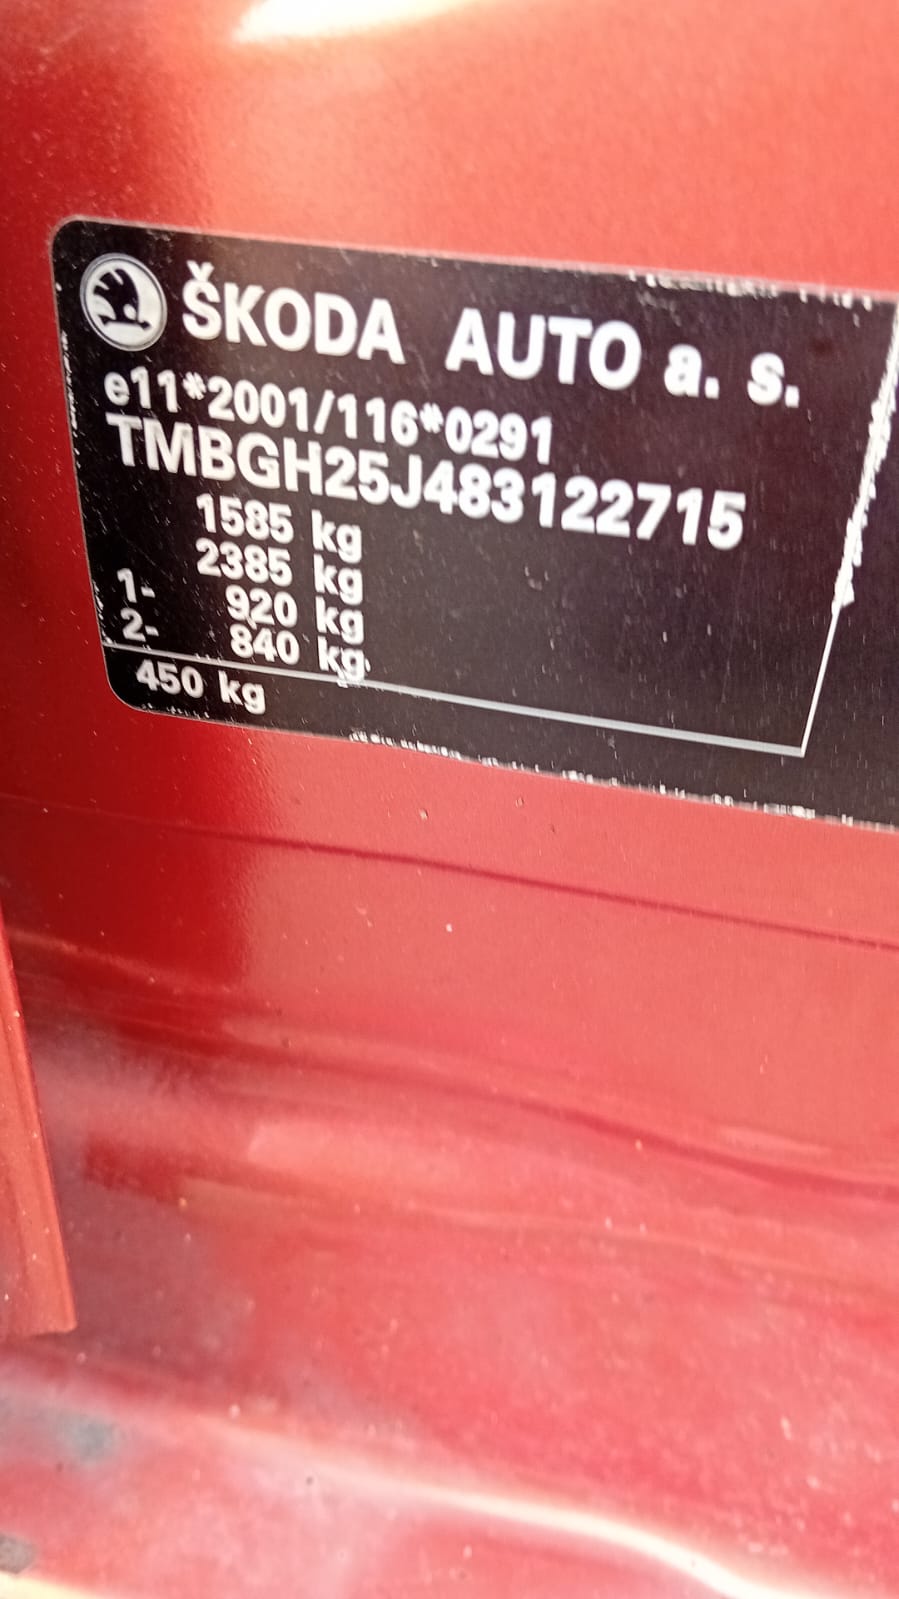 ŠKODA AUTO a. s.
e11*2001/116*0291
TMBGH25J483122715
1585 kg
2385 kg
1- 920 kg
2- 840 kg
450 kg